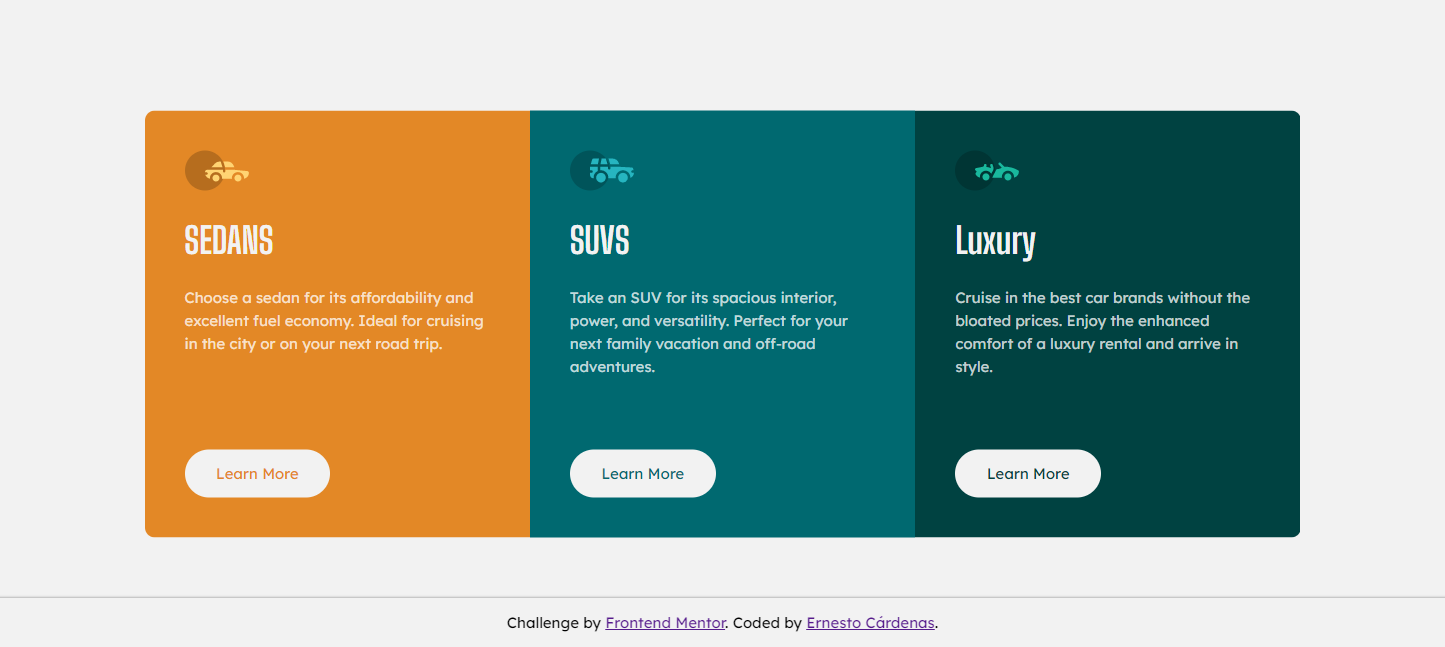 SEDANS
Choose a sedan for its affordability and
excellent fuel economy. Ideal for cruising
in the city or on your next road trip.
Learn More
SUVS
Take an SUV for its spacious interior,
power, and versatility. Perfect for your
next family vacation and off-road
adventures.
Learn More
Luxury
Cruise in the best car brands without the
bloated prices. Enjoy the enhanced
comfort of a luxury rental and arrive in
style.
Learn More
Challenge by Frontend Mentor. Coded by Ernesto Cárdenas.